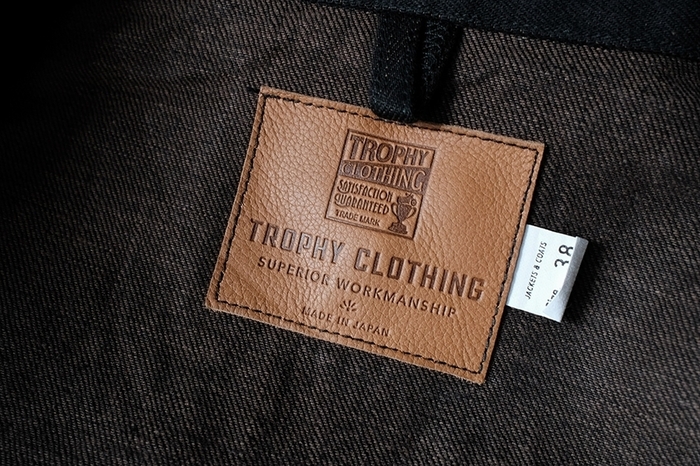 TROPHY
CLOTHING
SATISFACTION
GUARANTEED
TRADE MARK
TROPHY CLOTHING
SUPERIOR WORKMANSHIP
MADE IN JAPAN
JACKETS & COATS
38